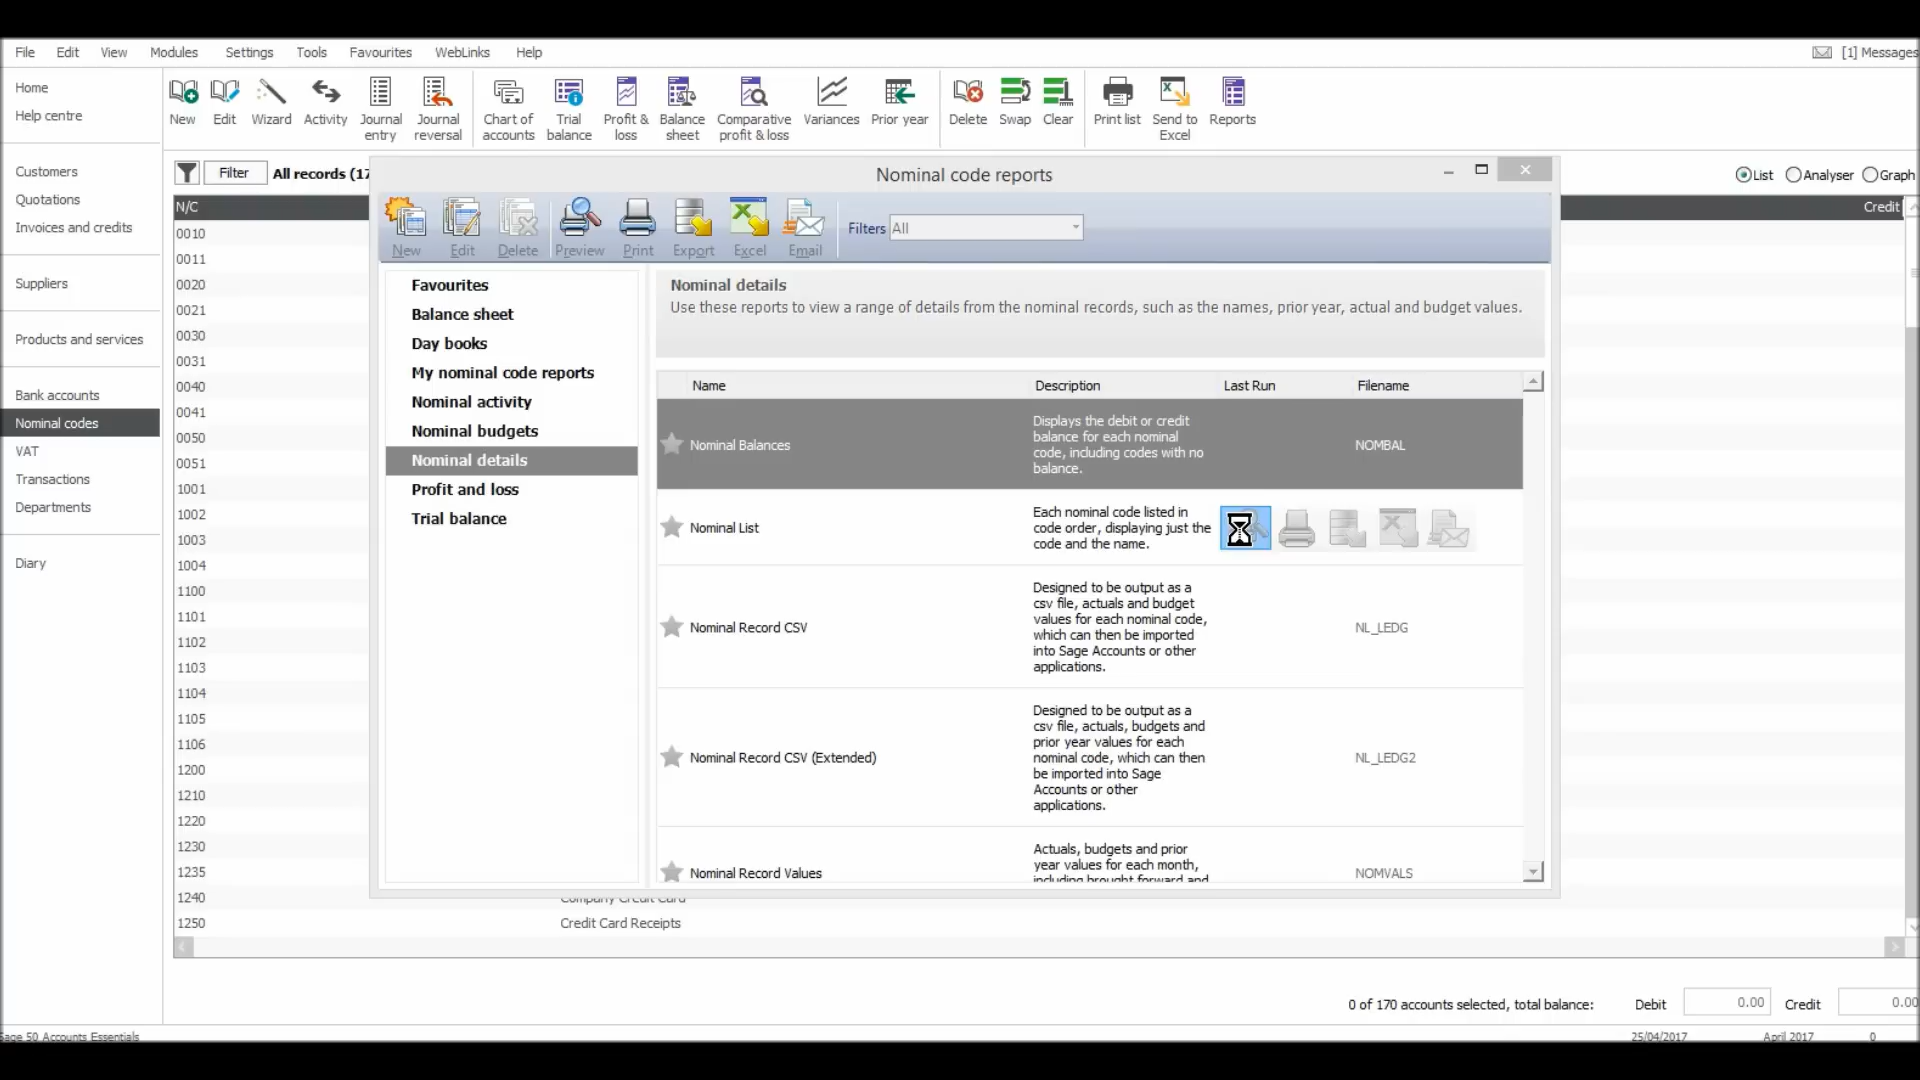 File Edit View Modules Settings Tools Favourites WebLinks Help [1] Messages
Home
Help centre
Customers
Quotations
Invoices and credits
Suppliers
Products and services
Bank accounts
Nominal codes
VAT
Transactions
Departments
Diary
New Edit Wizard Activity Journal entry Journal reversal Chart of accounts Trial balance Profit & loss Balance sheet Comparative profit & loss Variances Prior year Delete Swap Clear Print list Send to Excel Reports
Filter All records (17
List Analyser Graph
N/C Credit
0010
0011
0020
0021
0030
0031
0040
0041
0050
0051
1001
1002
1003
1004
1100
1101
1102
1103
1104
1105
1106
1200
1210
1220
1230
1235
1240 Company Credit Card
1250 Credit Card Receipts
Nominal code reports
New Edit Delete Preview Print Export Excel Email Filters All
Favourites
Balance sheet
Day books
My nominal code reports
Nominal activity
Nominal budgets
Nominal details
Profit and loss
Trial balance
Nominal details
Use these reports to view a range of details from the nominal records, such as the names, prior year, actual and budget values.
Name Description Last Run Filename
Nominal Balances
Displays the debit or credit
balance for each nominal
code, including codes with no
balance.
NOMBAL
Nominal List
Each nominal code listed in
code order, displaying just the
code and the name.
Nominal Record CSV
Designed to be output as a
csv file, actuals and budget
values for each nominal code,
which can then be imported
into Sage Accounts or other
applications.
NL_LEDG
Nominal Record CSV (Extended)
Designed to be output as a
csv file, actuals, budgets and
prior year values for each
nominal code, which can then
be imported into Sage
Accounts or other
applications.
NL_LEDG2
Nominal Record Values
Actuals, budgets and prior
year values for each month,
including brought forward and
NOMVALS
0 of 170 accounts selected, total balance: Debit 0.00 Credit 0.00
Sage 50 Accounts Essentials 25/04/2017 April 2017 0